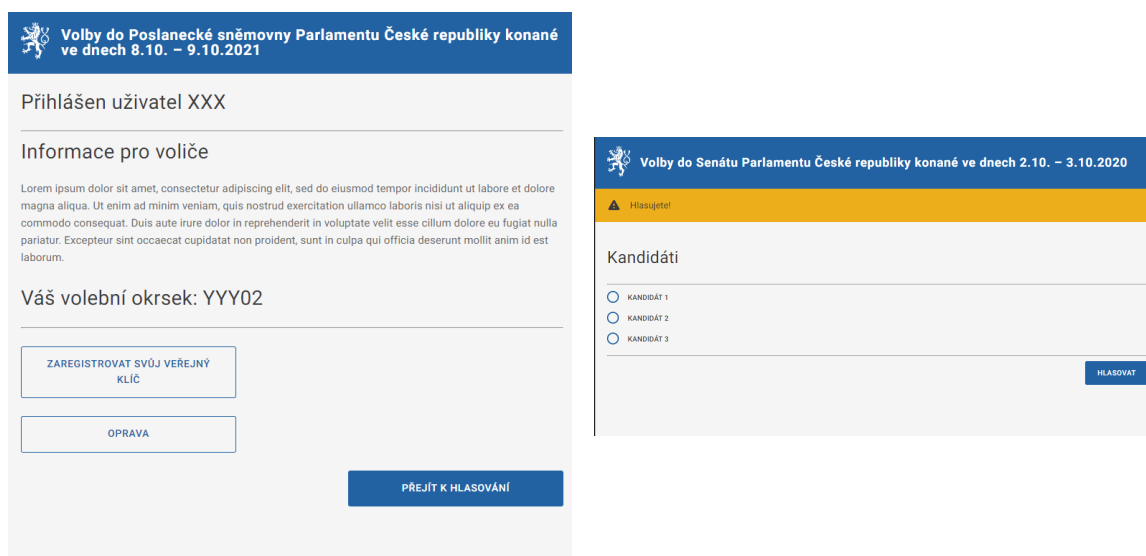 Volby do Poslanecké sněmovny Parlamentu České republiky konané
ve dnech 8.10. – 9.10.2021
Přihlášen uživatel XXX
Informace pro voliče
Lorem ipsum dolor sit amet, consectetur adipiscing elit, sed do eiusmod tempor incididunt ut labore et dolore
magna aliqua. Ut enim ad minim veniam, quis nostrud exercitation ullamco laboris nisi ut aliquip ex ea
commodo consequat. Duis aute irure dolor in reprehenderit in voluptate velit esse cillum dolore eu fugiat nulla
pariatur. Excepteur sint occaecat cupidatat non proident, sunt in culpa qui officia deserunt mollit anim id est
laborum.
Váš volební okrsek: YYY02
ZAREGISTROVAT SVŮJ VEŘEJNÝ
KLÍČ
OPRAVA
PŘEJÍT K HLASOVÁNÍ
Volby do Senátu Parlamentu České republiky konané ve dnech 2.10. – 3.10.2020
Hlasujete!
Kandidáti
KANDIDÁT 1
KANDIDÁT 2
KANDIDÁT 3
HLASOVAT